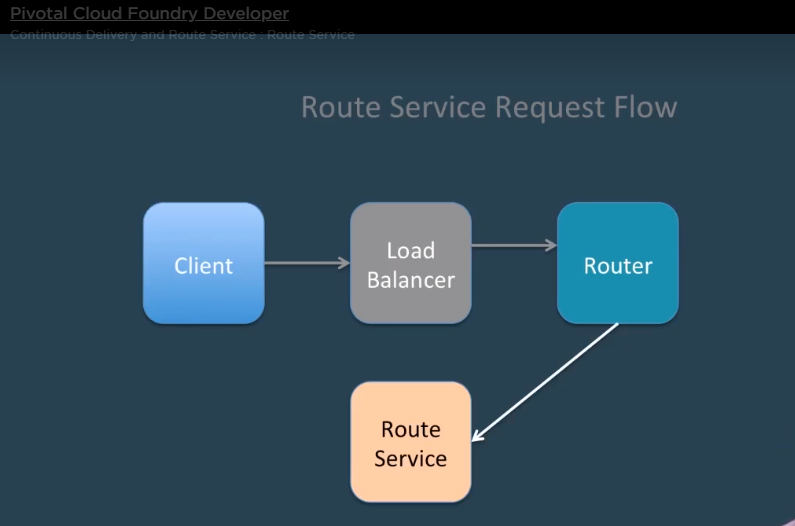 Pivotal Cloud Foundry Developer
Continuous Delivery and Route Service : Route Service
Route Service Request Flow
Client
Load
Balancer
Router
Route
Service